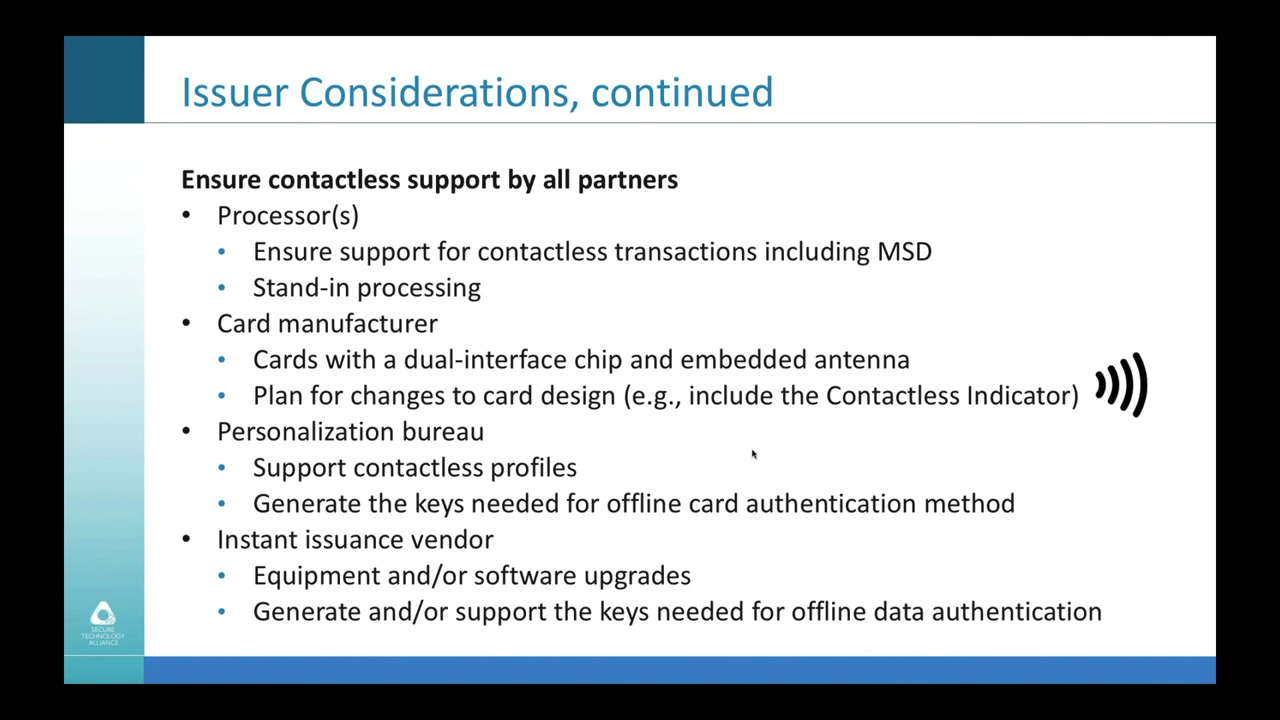 Issuer Considerations, continued
Ensure contactless support by all partners
• Processor(s)
• Ensure support for contactless transactions including MSD
• Stand-in processing
• Card manufacturer
• Cards with a dual-interface chip and embedded antenna
• Plan for changes to card design (e.g., include the Contactless Indicator)
• Personalization bureau
• Support contactless profiles
• Generate the keys needed for offline card authentication method
• Instant issuance vendor
• Equipment and/or software upgrades
• Generate and/or support the keys needed for offline data authentication
SECURE
TECHNOLOGY
ALLIANCE